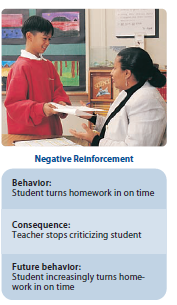 Negative Reinforcement
Behavior:
Student turns homework in on time
Consequence:
Teacher stops criticizing student
Future behavior:
Student increasingly turns home-
work in on time